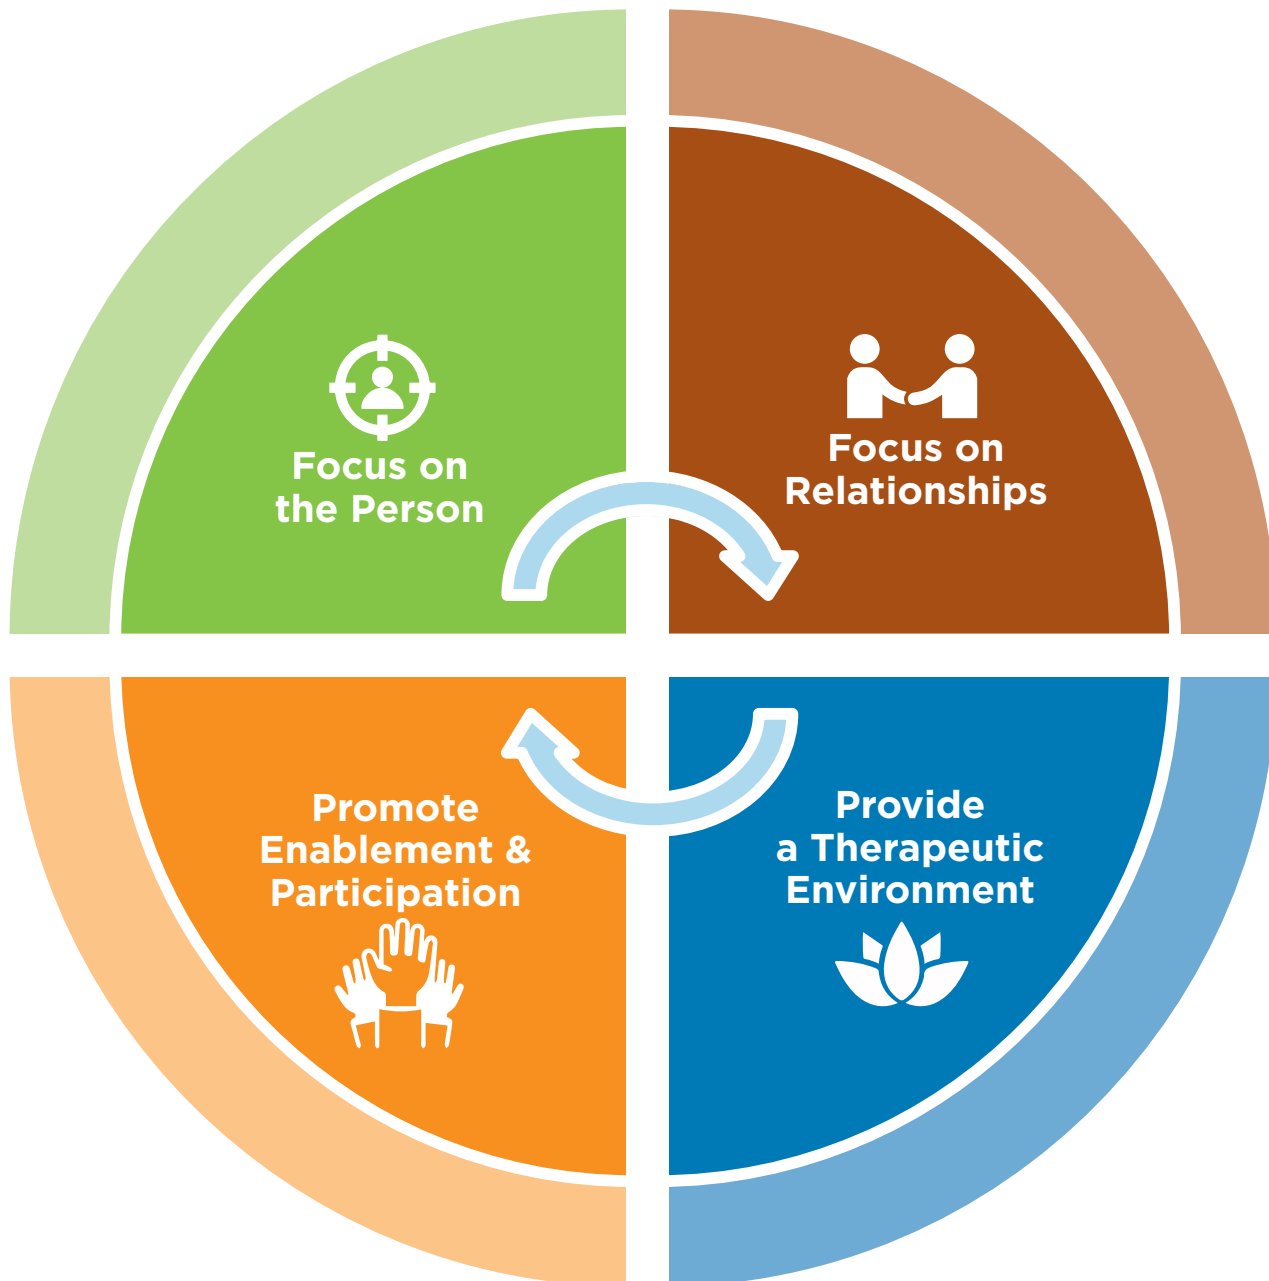 Focus on
the Person
Focus on
Relationships
Promote
Enablement &
Participation
Provide
a Therapeutic
Environment